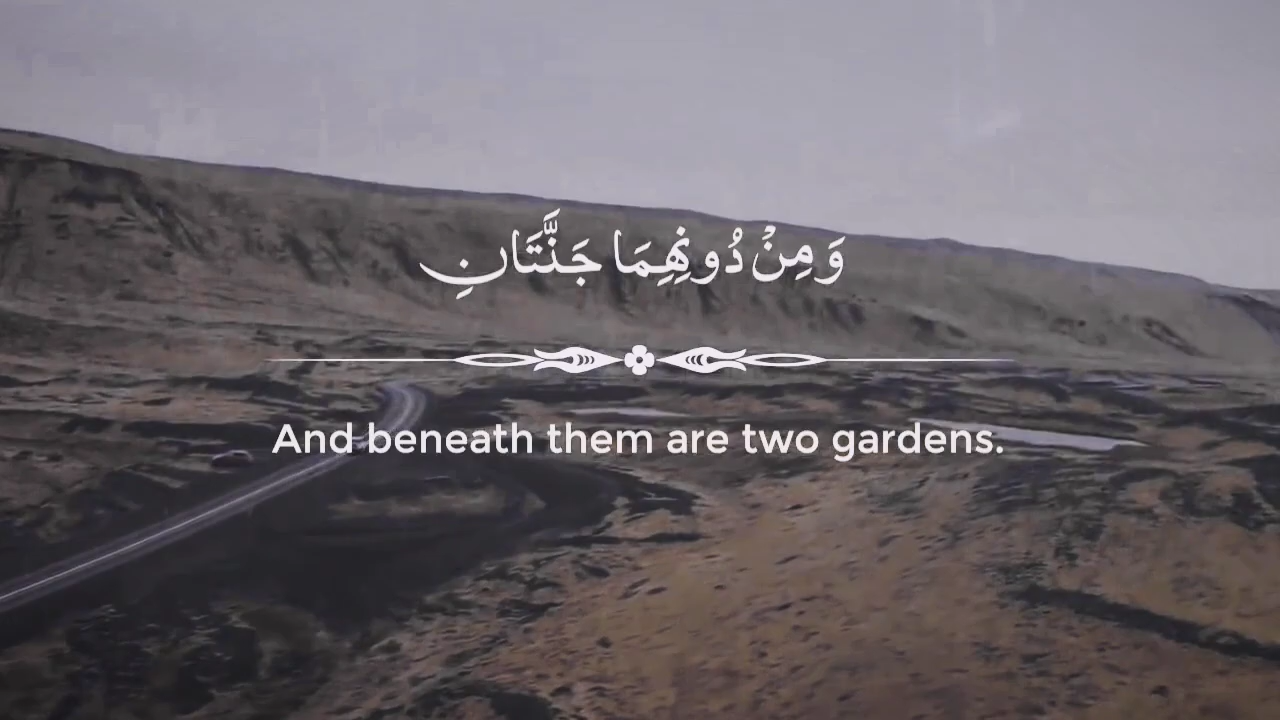 وَمِنْ دُونِهِمَا جَنَّتَانِ
And beneath them are two gardens.